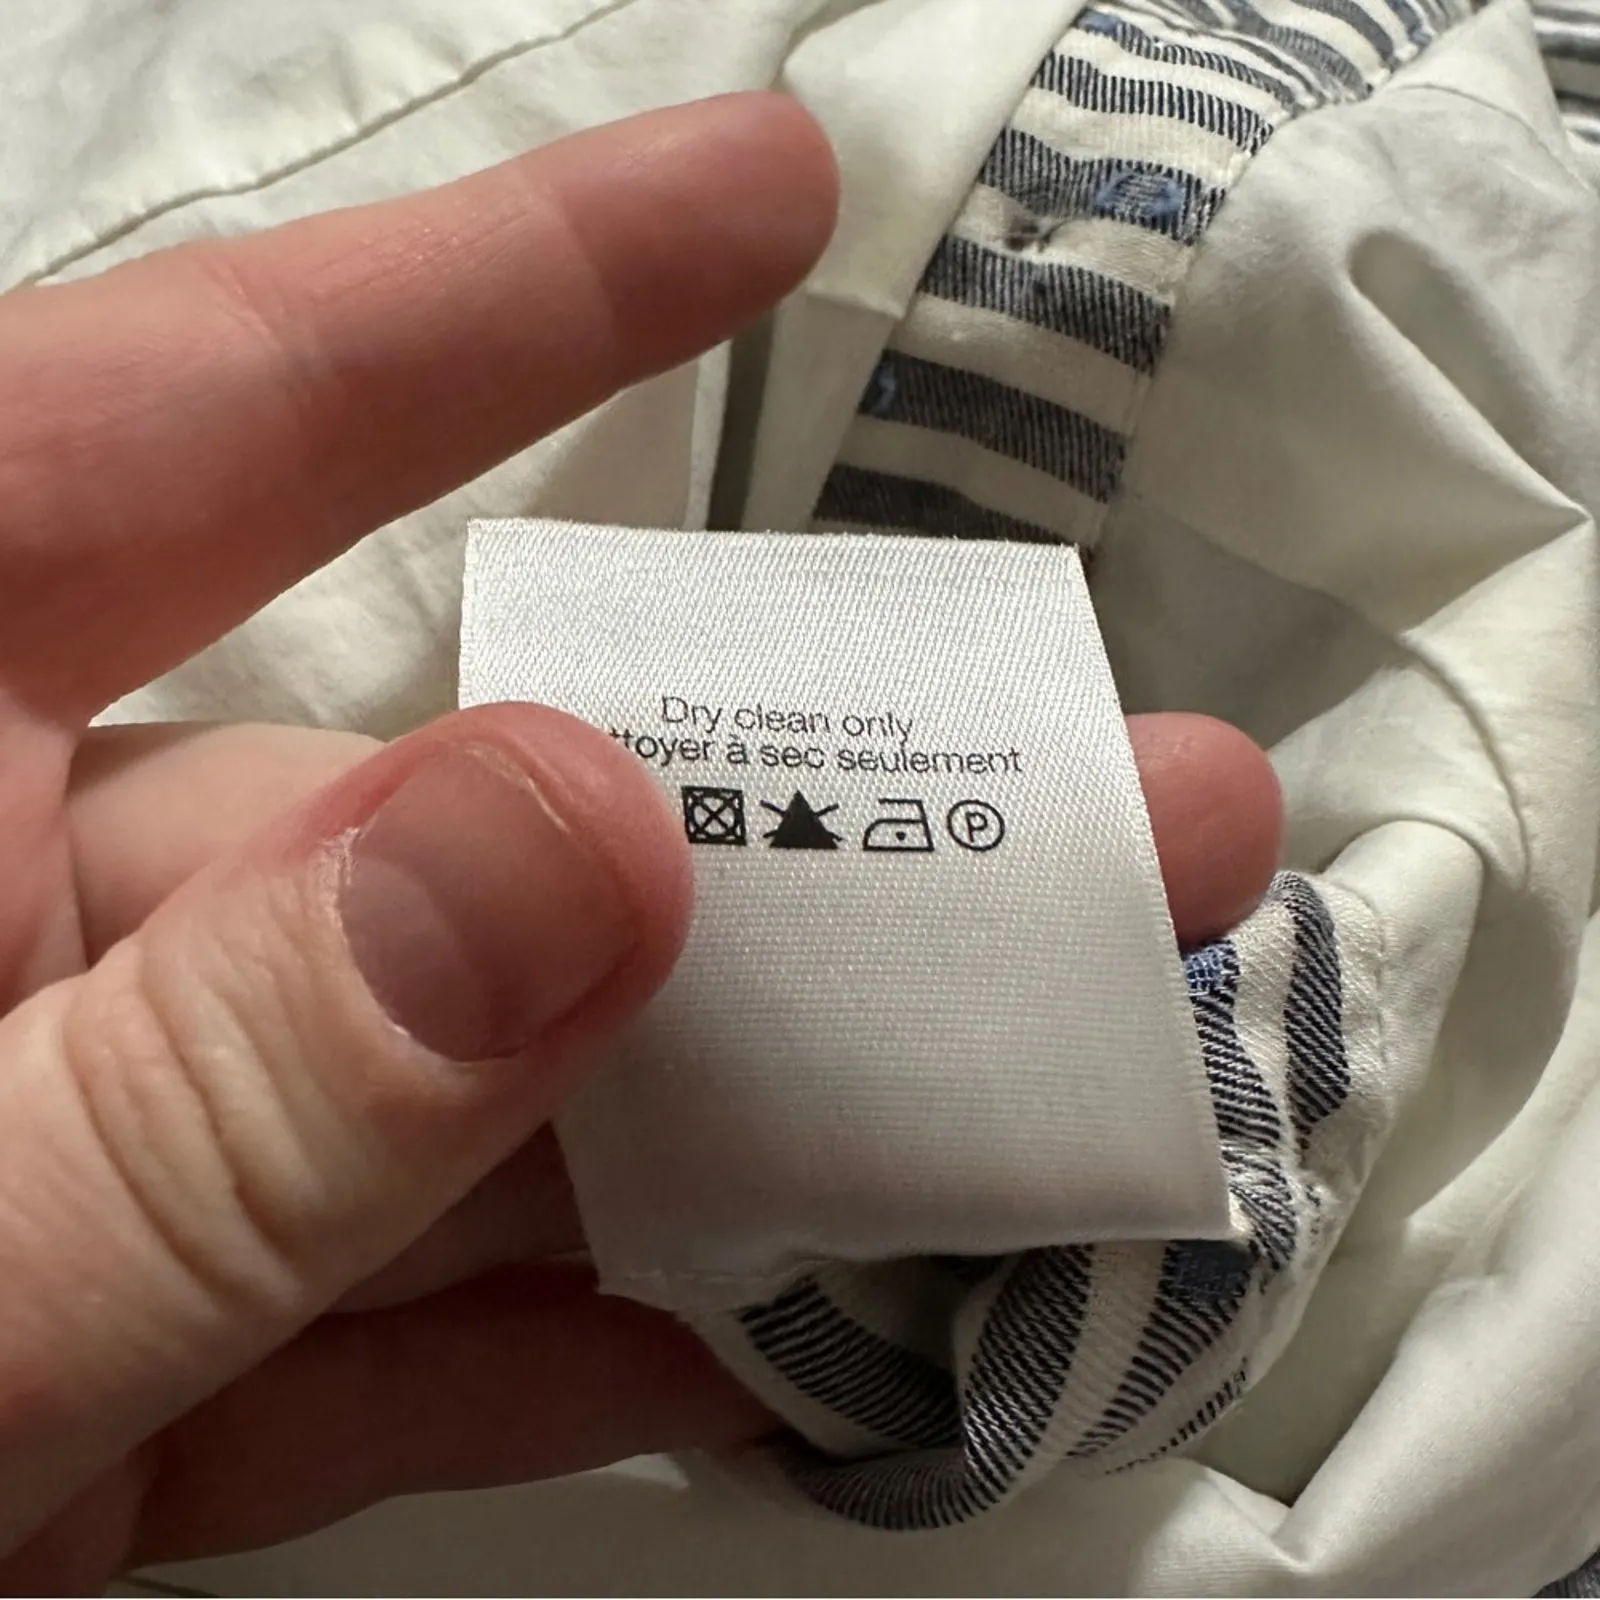 Dry clean only
ttoyer à sec seulement
P